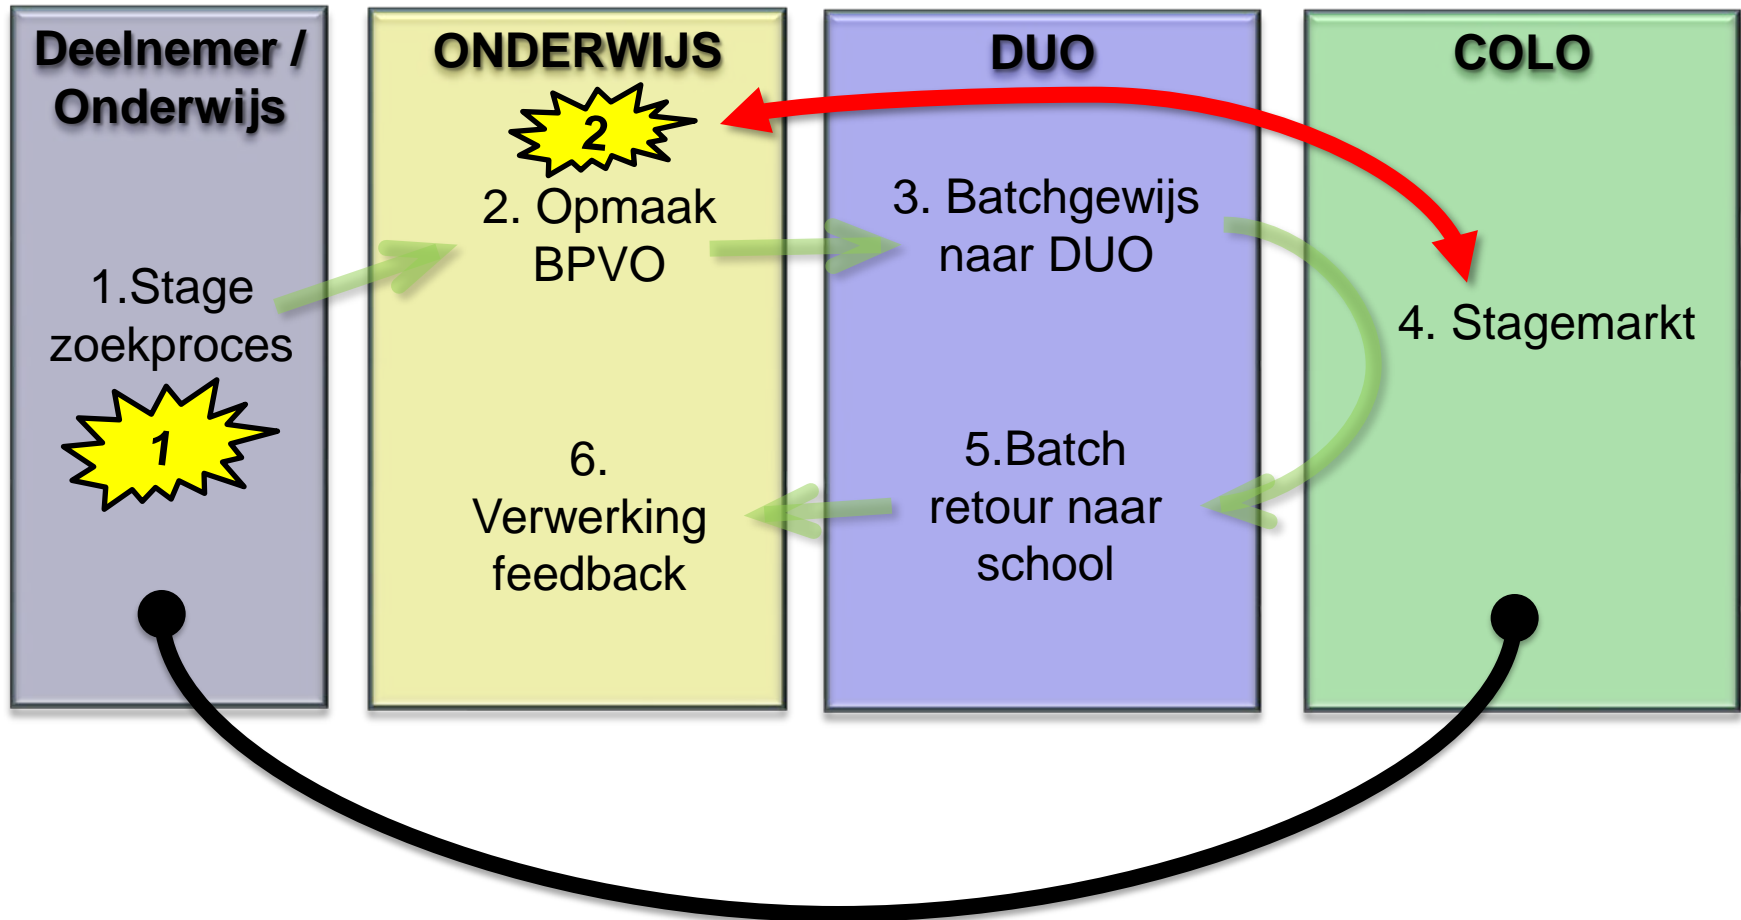 Deelnemer /
Onderwijs
1.Stage
zoekproces
1
ONDERWIJS
2
2. Opmaak
BPVO
6.
Verwerking
feedback
DUO
3. Batchgewijs
naar DUO
5.Batch
retour naar
school
COLO
4. Stagemarkt